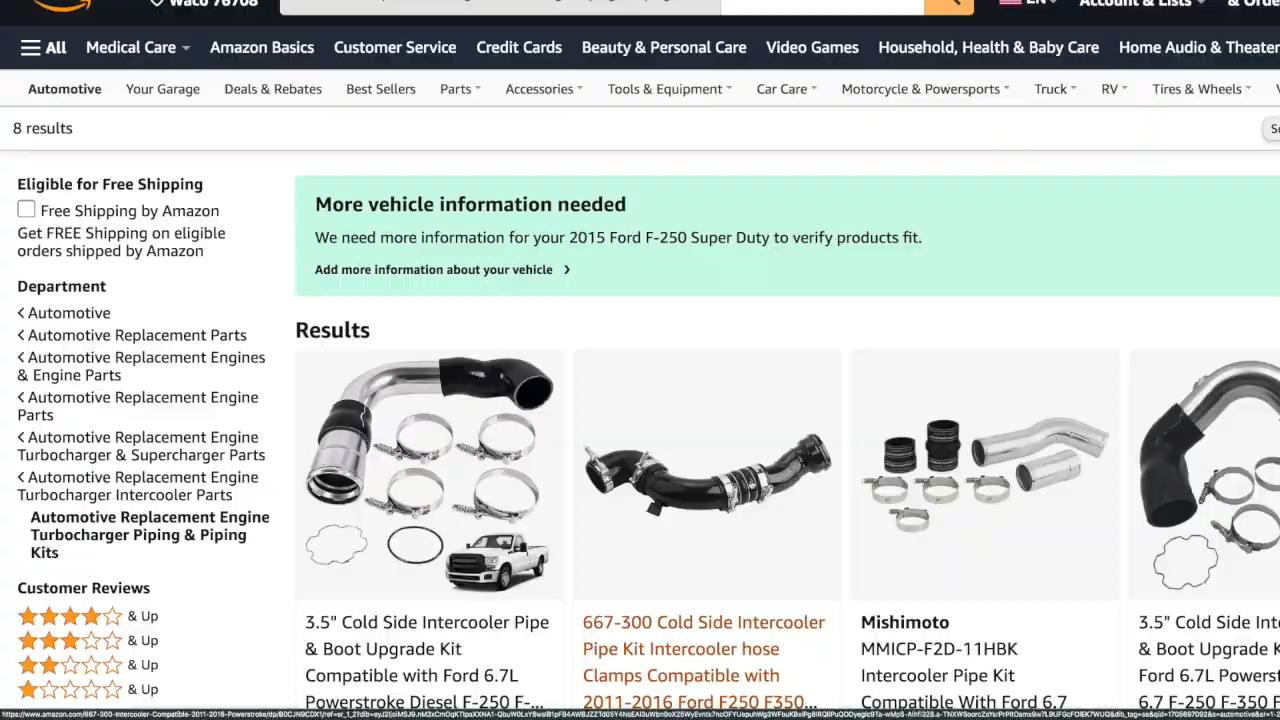 Waco 76708
EN
Account & Lists
All
Medical Care
Amazon Basics
Customer Service
Credit Cards
Beauty & Personal Care
Video Games
Household, Health & Baby Care
Home Audio & Theater
Automotive
Your Garage
Deals & Rebates
Best Sellers
Parts
Accessories
Tools & Equipment
Car Care
Motorcycle & Powersports
Truck
RV
Tires & Wheels
8 results
Eligible for Free Shipping
Free Shipping by Amazon
Get FREE Shipping on eligible
orders shipped by Amazon
Department
Automotive
Automotive Replacement Parts
Automotive Replacement Engines
& Engine Parts
Automotive Replacement Engine
Parts
Automotive Replacement Engine
Turbocharger & Supercharger Parts
Automotive Replacement Engine
Turbocharger Intercooler Parts
Automotive Replacement Engine
Turbocharger Piping & Piping
Kits
Customer Reviews
& Up
& Up
& Up
& Up
More vehicle information needed
We need more information for your 2015 Ford F-250 Super Duty to verify products fit.
Add more information about your vehicle
Results
3.5" Cold Side Intercooler Pipe
& Boot Upgrade Kit
Compatible with Ford 6.7L
Powerstroke Diesel F-250 F-...
667-300 Cold Side Intercooler
Pipe Kit Intercooler hose
Clamps Compatible with
2011-2016 Ford F250 F350...
Mishimoto
MMICP-F2D-11HBK
Intercooler Pipe Kit
Compatible With Ford 6.7
3.5" Cold Side Int
& Boot Upgrade K
Ford 6.7L Powers
6.7 F-250 F-350